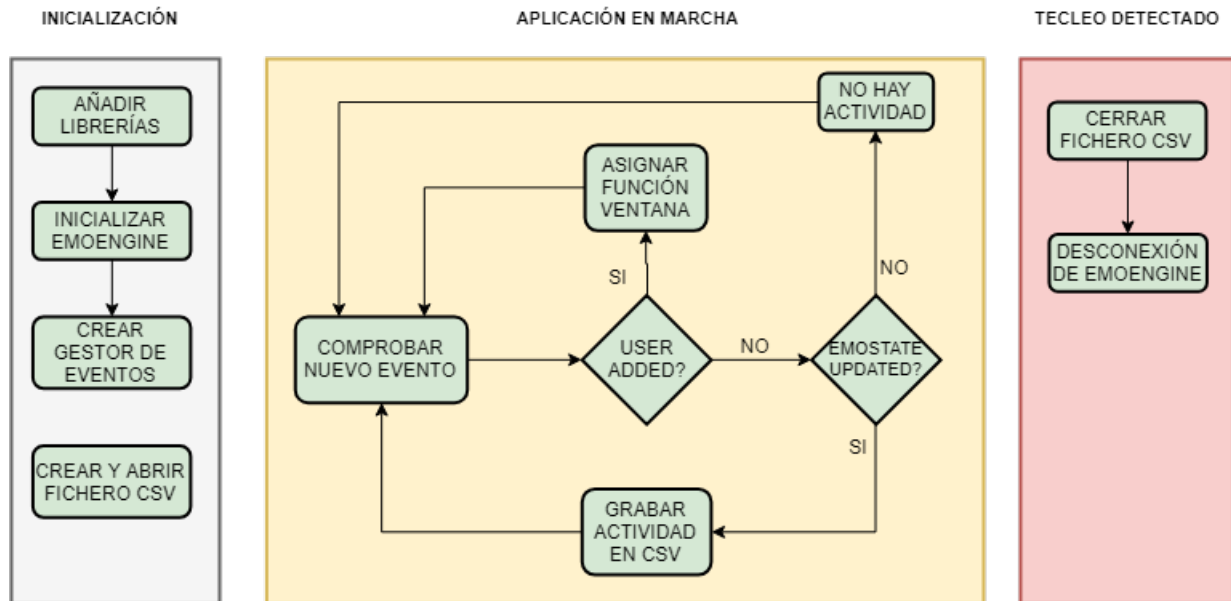 INICIALIZACIÓN
AÑADIR
LIBRERÍAS
INICIALIZAR
EMOENGINE
CREAR
GESTOR DE
EVENTOS
CREAR Y ABRIR
FICHERO CSV
APLICACIÓN EN MARCHA
NO HAY
ACTIVIDAD
ASIGNAR
FUNCIÓN
VENTANA
SI
NO
COMPROBAR
NUEVO EVENTO
USER
ADDED?
NO
EMOSTATE
UPDATED?
SI
GRABAR
ACTIVIDAD
EN CSV
TECLEO DETECTADO
CERRAR
FICHERO CSV
DESCONEXIÓN
DE EMOENGINE